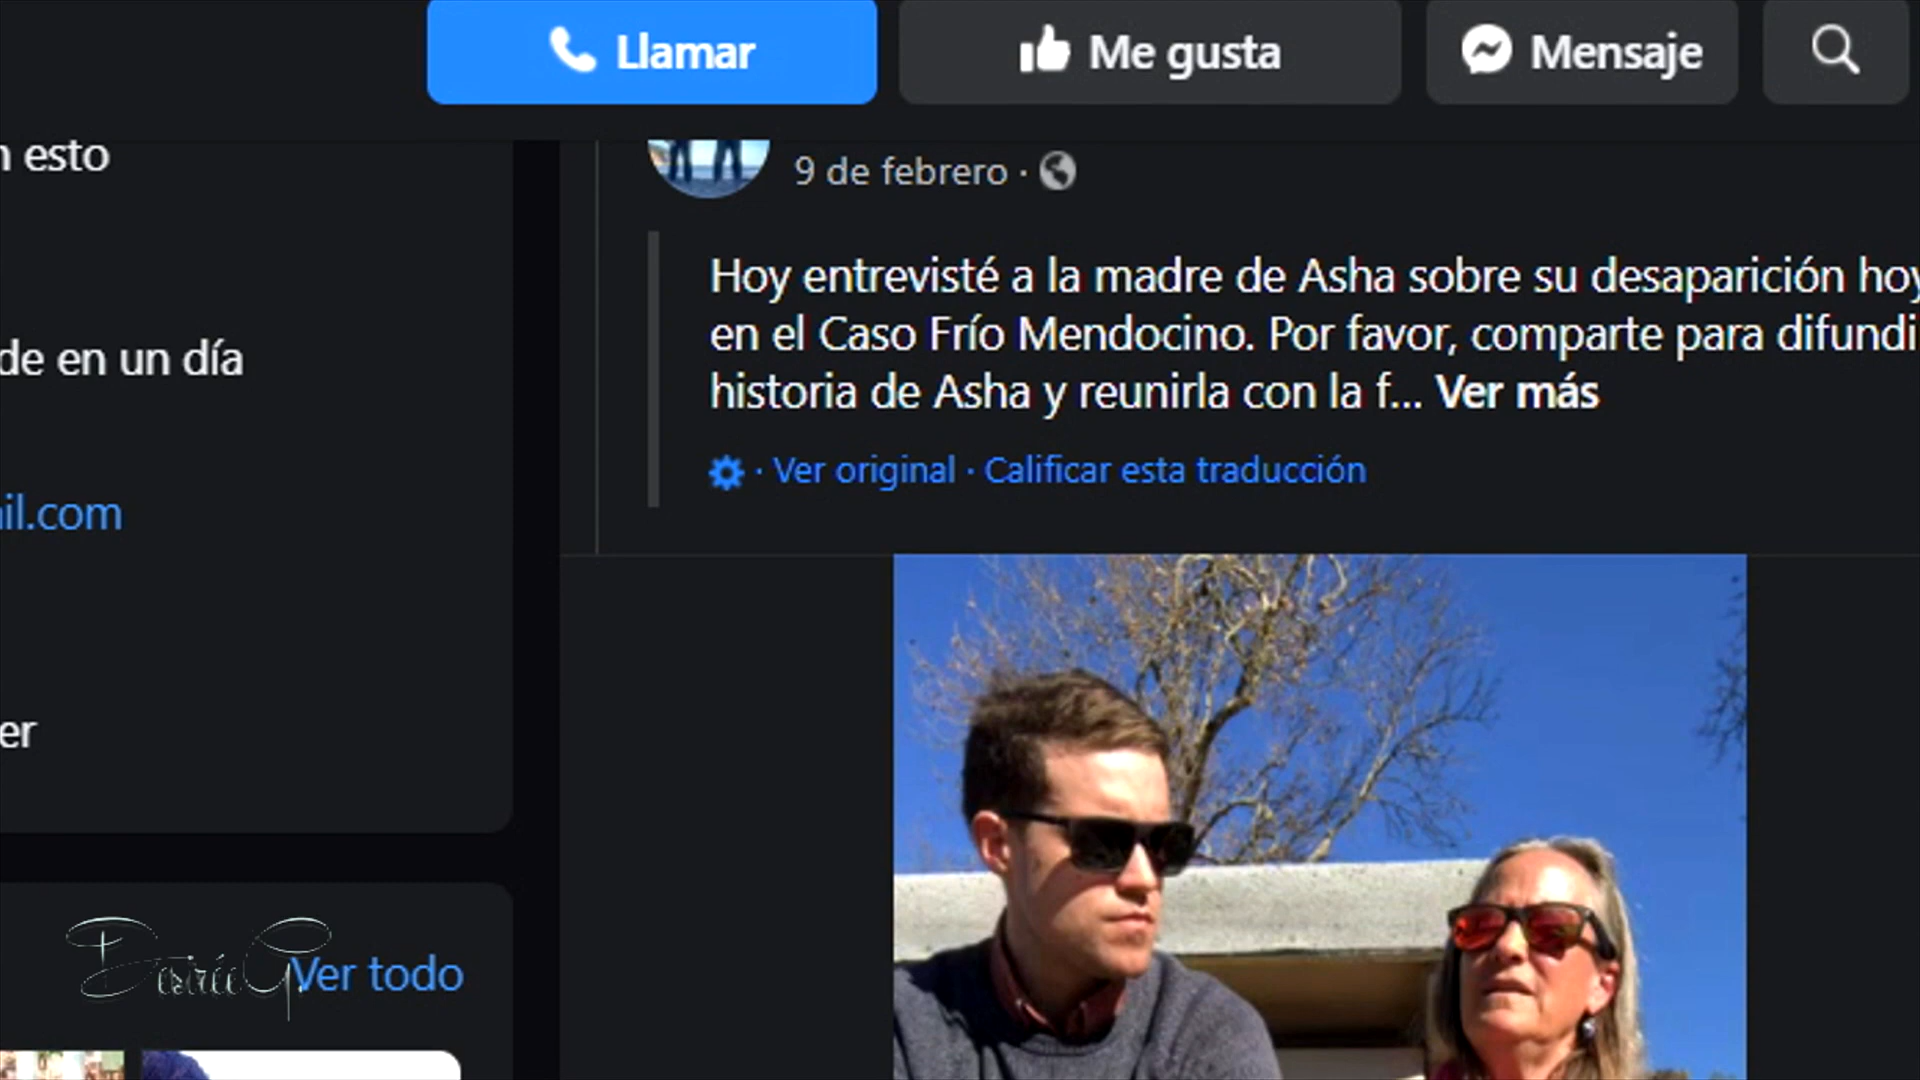 Llamar
Me gusta
Mensaje
n esto
9 de febrero ·
Hoy entrevisté a la madre de Asha sobre su desaparición hoy
en el Caso Frío Mendocino. Por favor, comparte para difundi
historia de Asha y reunirla con la f... Ver más
de en un día
· Ver original · Calificar esta traducción
il.com
er
Desirée G.
Ver todo